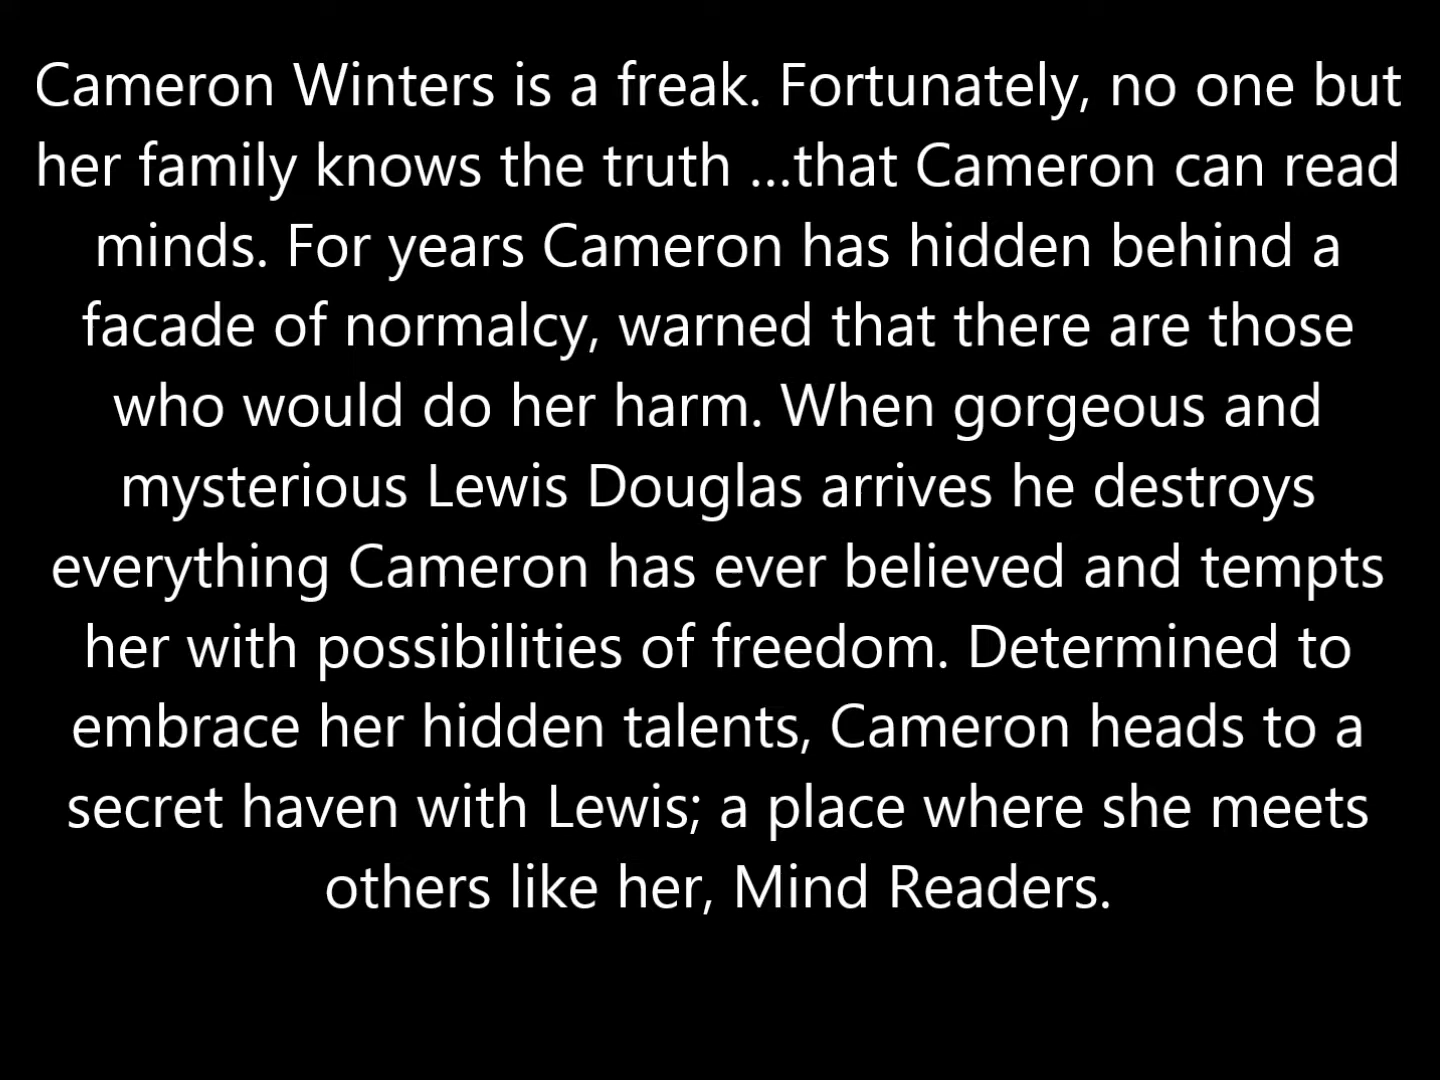 Cameron Winters is a freak. Fortunately, no one but
her family knows the truth ...that Cameron can read
minds. For years Cameron has hidden behind a
facade of normalcy, warned that there are those
who would do her harm. When gorgeous and
mysterious Lewis Douglas arrives he destroys
everything Cameron has ever believed and tempts
her with possibilities of freedom. Determined to
embrace her hidden talents, Cameron heads to a
secret haven with Lewis; a place where she meets
others like her, Mind Readers.